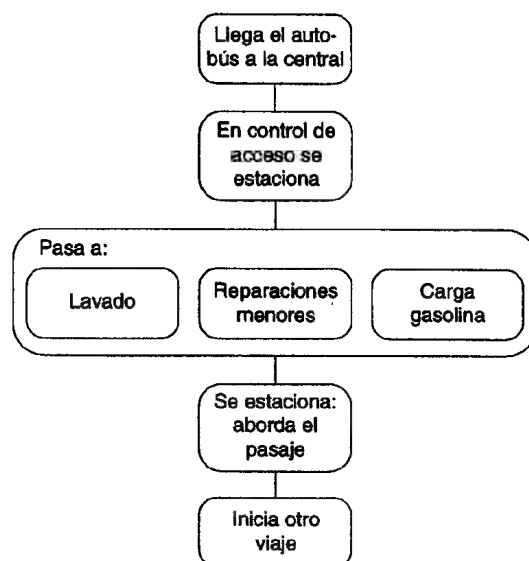 Llega el auto-
bús a la central
En control de
acceso se
estaciona
Pasa a:
Lavado
Reparaciones
menores
Carga
gasolina
Se estaciona:
aborda el
pasaje
Inicia otro
viaje